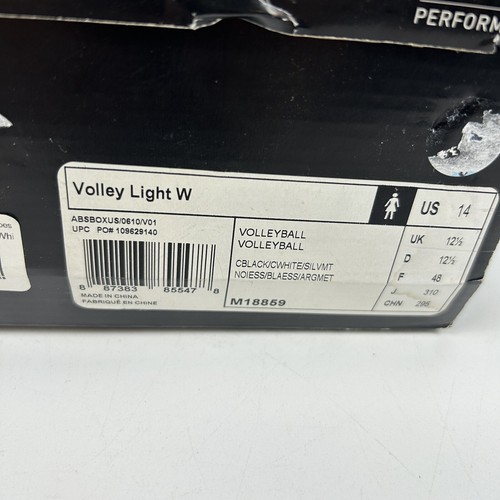 PERFORM
Volley Light W
US 14
ABSBOXUS/0610/V01
UPC PO# 109629140
8 87383 85547 8
MADE IN CHINA
FABRIQUÉ EN CHINE
VOLLEYBALL
VOLLEYBALL
CBLACK/CWHITE/SILVMT
NOIESS/BLAESS/ARGMET
M18859
UK 12½
D 12½
F 48
J 310
CHN 295